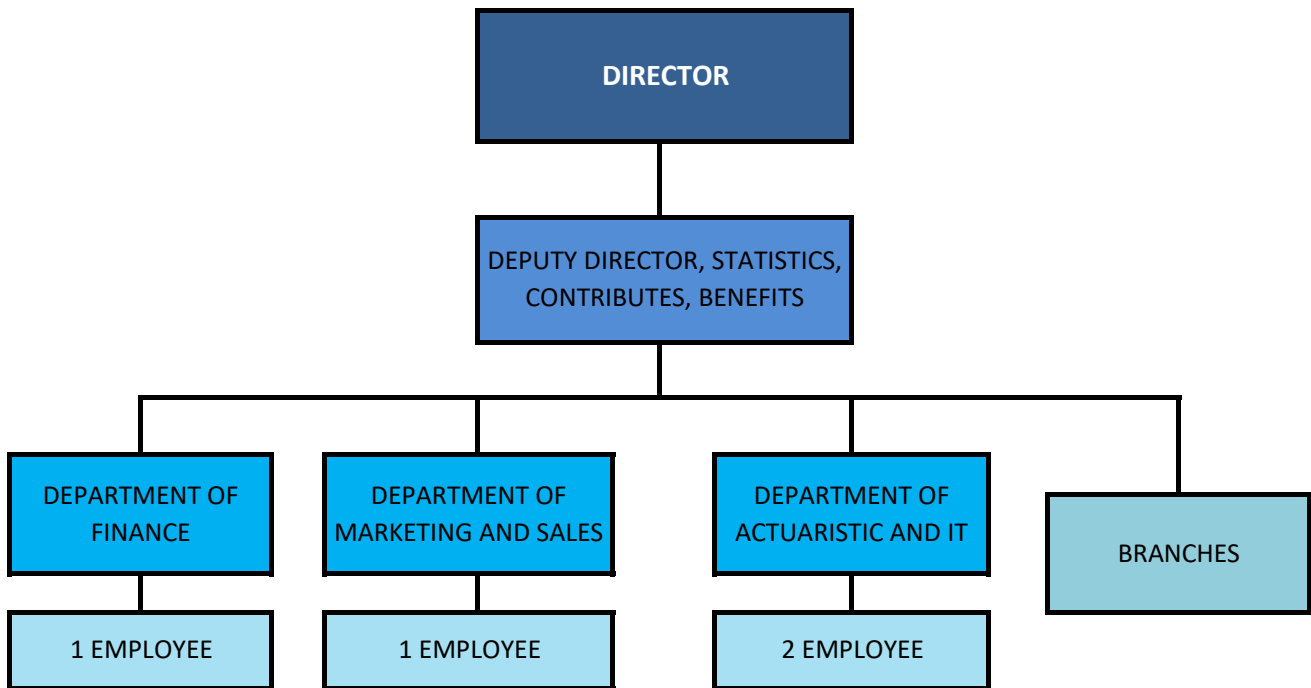 DIRECTOR
DEPUTY DIRECTOR, STATISTICS,
CONTRIBUTES, BENEFITS
DEPARTMENT OF
FINANCE
DEPARTMENT OF
MARKETING AND SALES
DEPARTMENT OF
ACTUARISTIC AND IT
BRANCHES
1 EMPLOYEE
1 EMPLOYEE
2 EMPLOYEE